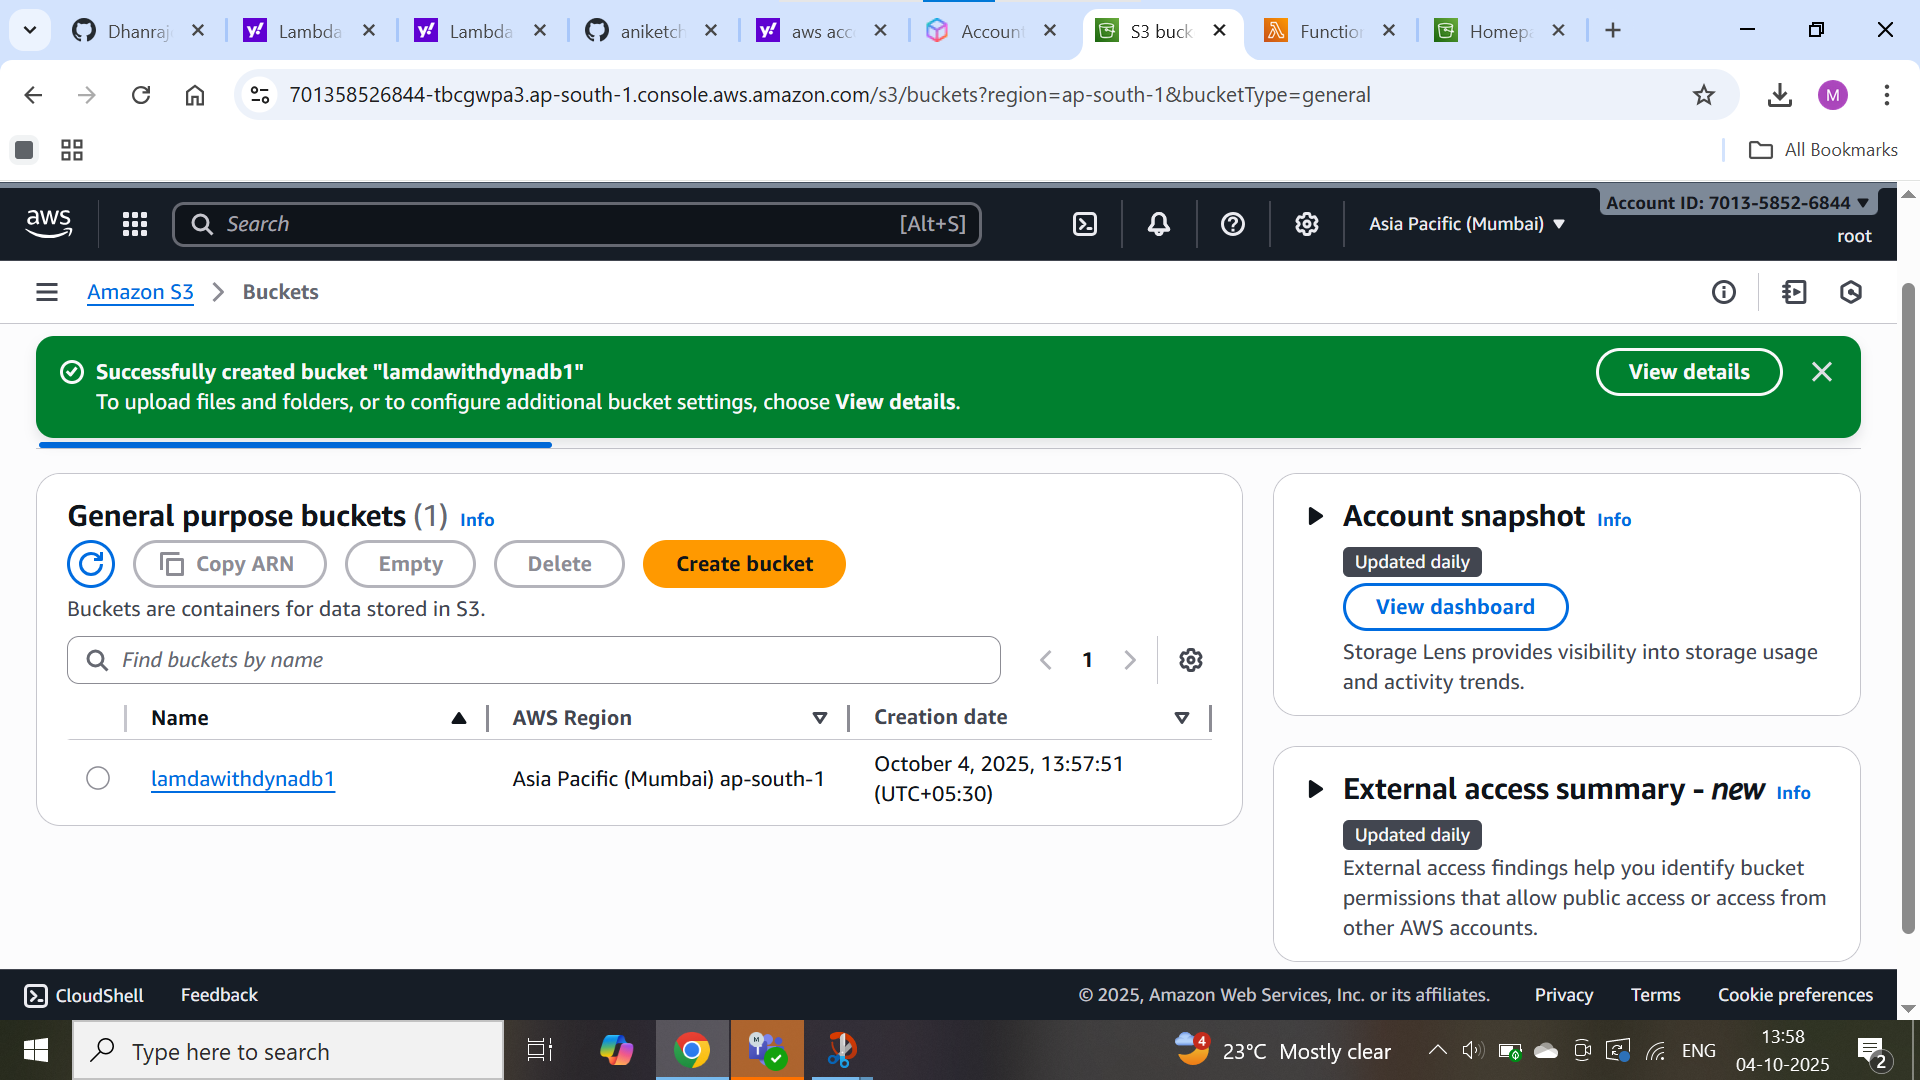 Dhanraj
Lambda
Lambda
aniketch
aws acc
Account
S3 buck
Function
Homepa
701358526844-tbcgwpa3.ap-south-1.console.aws.amazon.com/s3/buckets?region=ap-south-1&bucketType=general
M
All Bookmarks
aws
Search
[Alt+S]
Asia Pacific (Mumbai)
Account ID: 7013-5852-6844
root
Amazon S3
Buckets
Successfully created bucket "lamdawithdynadb1"
To upload files and folders, or to configure additional bucket settings, choose View details.
View details
General purpose buckets (1) Info
Copy ARN
Empty
Delete
Create bucket
Buckets are containers for data stored in S3.
Find buckets by name
1
Name
AWS Region
Creation date
lamdawithdynadb1
Asia Pacific (Mumbai) ap-south-1
October 4, 2025, 13:57:51
(UTC+05:30)
Account snapshot Info
Updated daily
View dashboard
Storage Lens provides visibility into storage usage
and activity trends.
External access summary - new Info
Updated daily
External access findings help you identify bucket
permissions that allow public access or access from
other AWS accounts.
CloudShell
Feedback
© 2025, Amazon Web Services, Inc. or its affiliates.
Privacy
Terms
Cookie preferences
Type here to search
4
23°C Mostly clear
ENG
13:58
04-10-2025
2